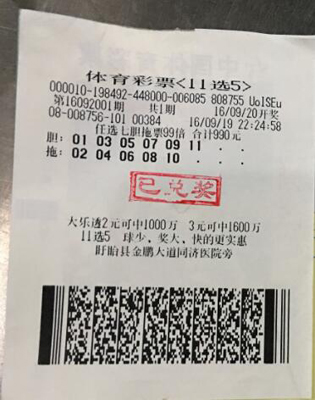 体育彩票<11选5>
000010-198492-448000-006085 808755 UolSEu
第16092001期 共1期 16/09/20开奖
08-008756-101 00384 16/09/19 22:24:58
任选七胆拖票99倍 合计990元
胆: 01 03 05 07 09 11 . .
拖: 02 04 06 08 10 . . .
已兑奖
大乐透2元可中1000万 3元可中1600万
11选5 球少，奖大，快的更实惠
盱眙县金鹏大道同济医院旁